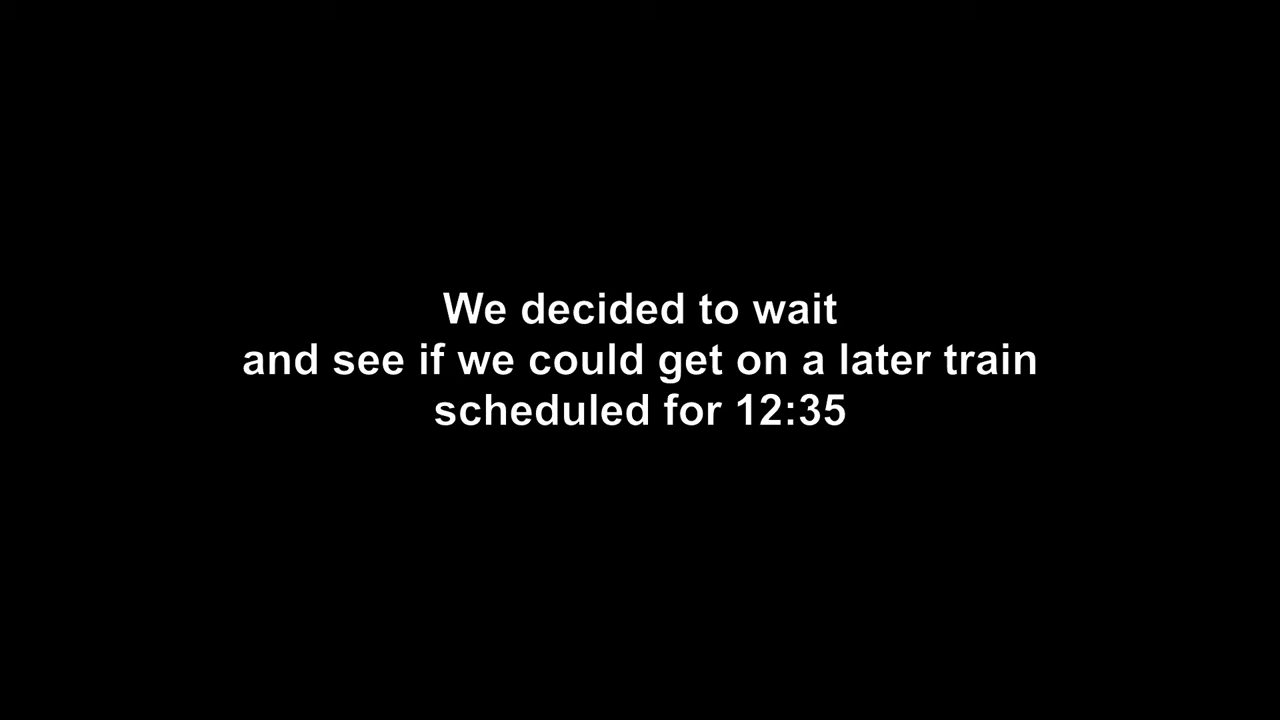 We decided to wait
and see if we could get on a later train
scheduled for 12:35